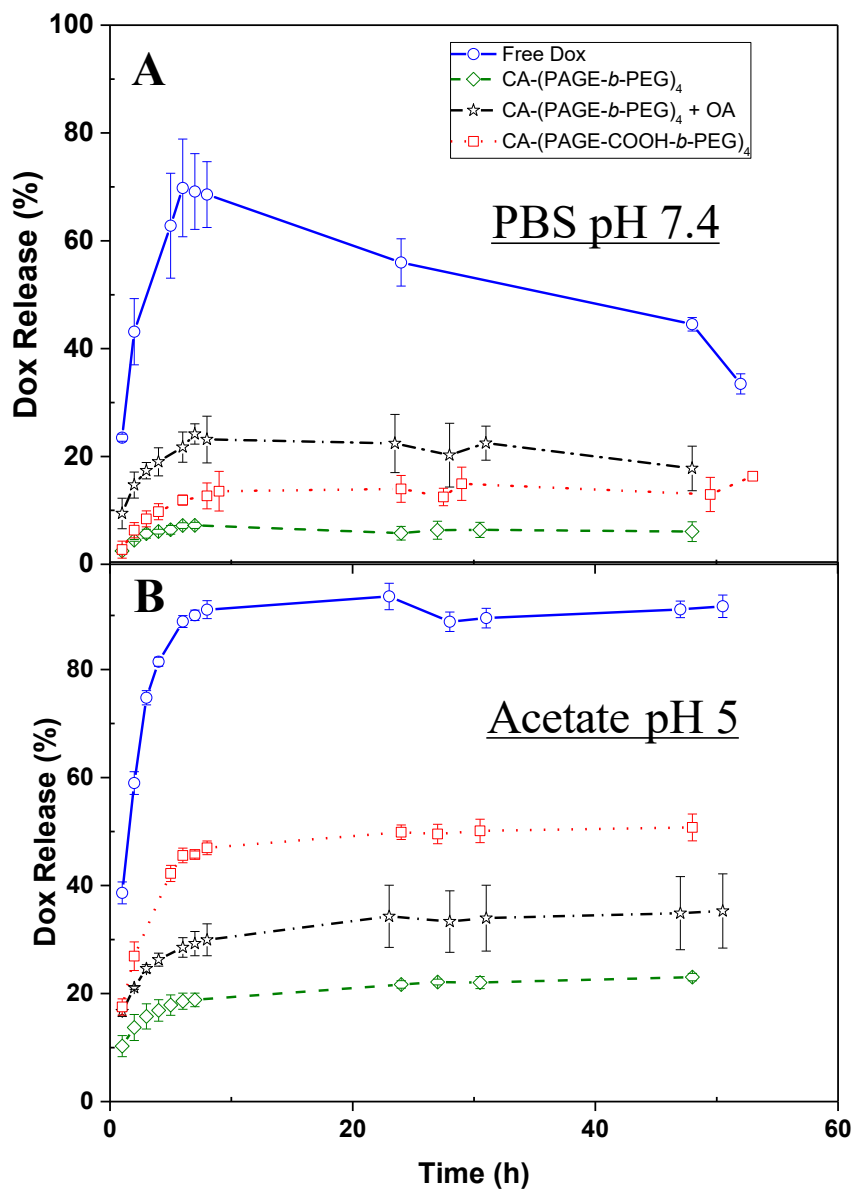 100
A
Free Dox
CA-(PAGE-b-PEG)₄
CA-(PAGE-b-PEG)₄ + OA
CA-(PAGE-COOH-b-PEG)₄
80
PBS pH 7.4
60
Dox Release (%)
40
20
0
B
80
Acetate pH 5
60
Dox Release (%)
40
20
0
0 20 40 60
Time (h)